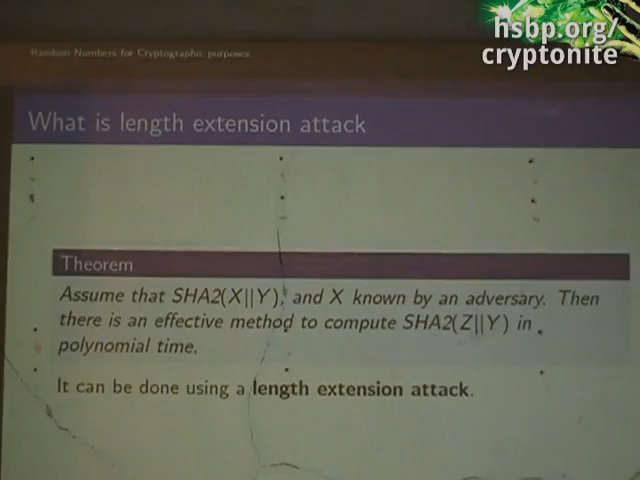 hsbp.org/
cryptonite
Random Numbers for Cryptographic purposes
What is length extension attack
Theorem
Assume that SHA2(X||Y), and X known by an adversary. Then
there is an effective method to compute SHA2(Z||Y) in
polynomial time.
It can be done using a length extension attack.